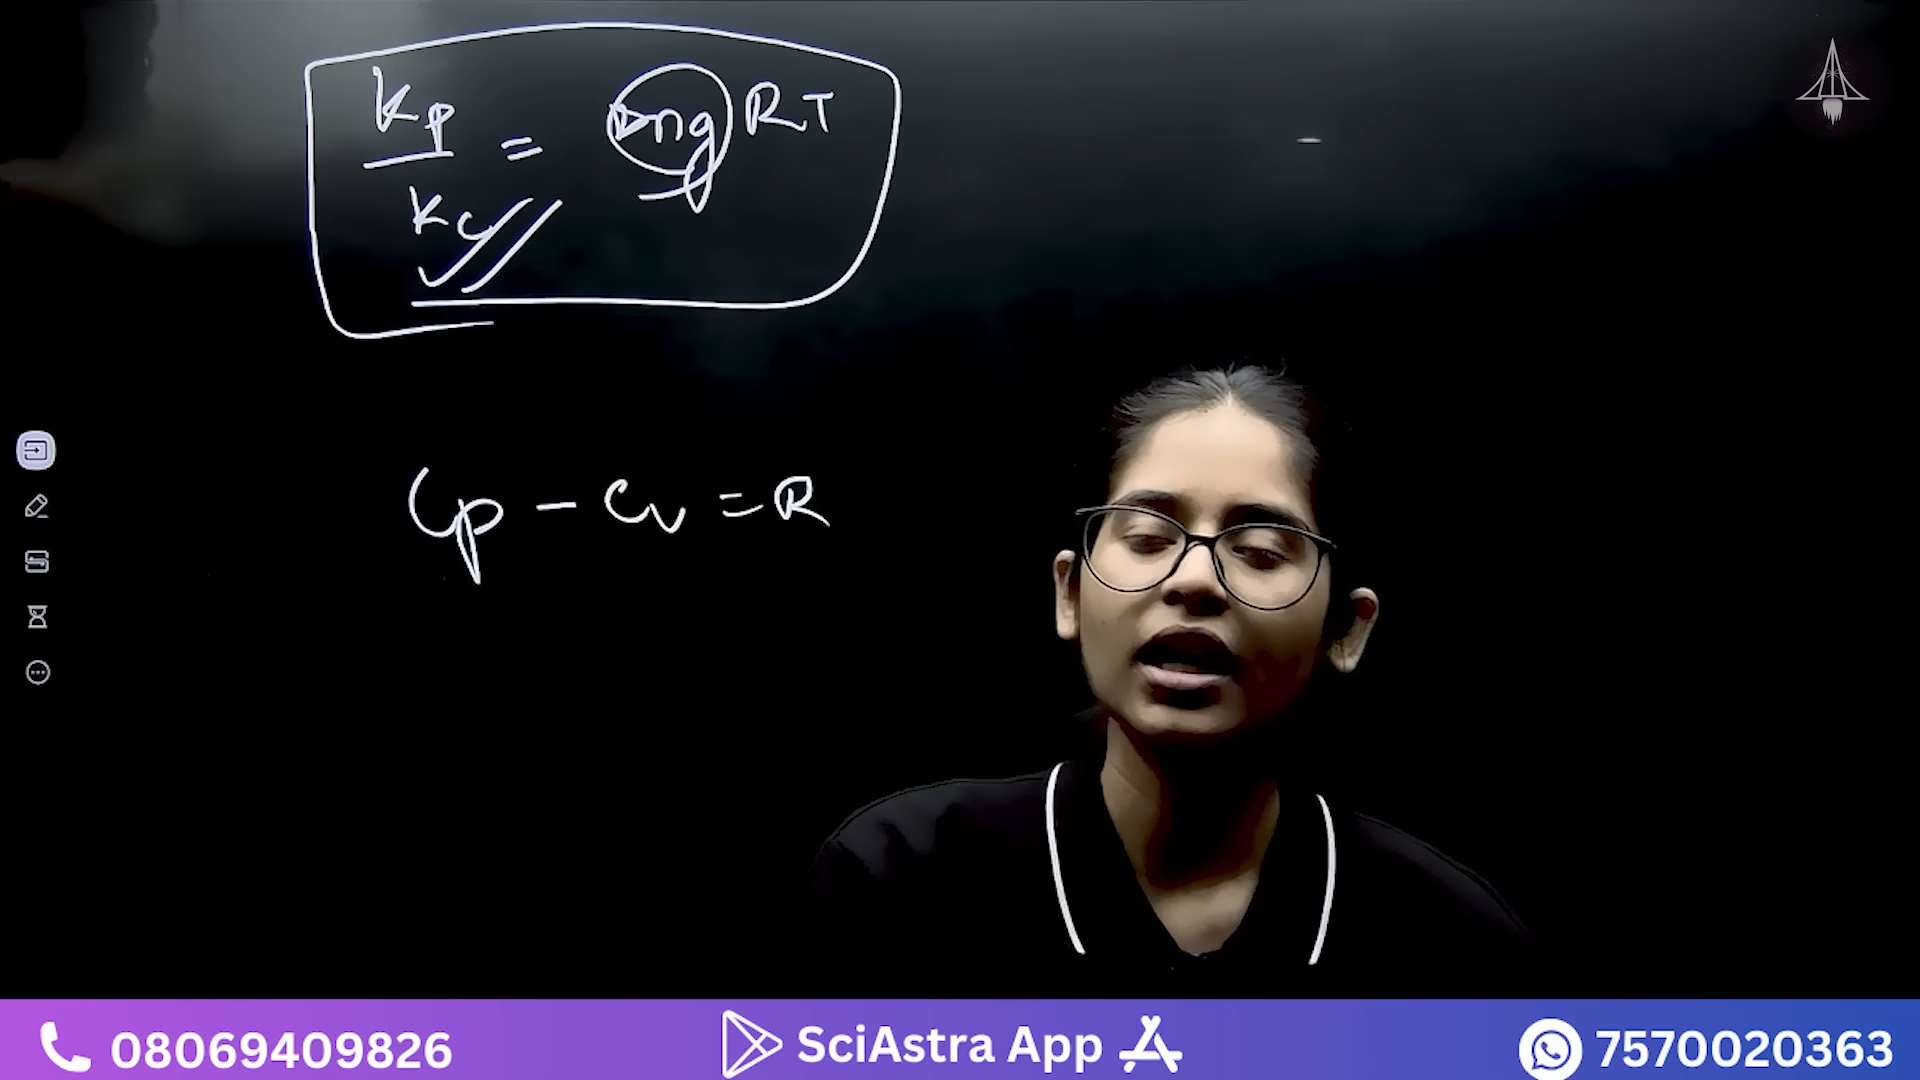 Kp
—— = Δng RT
Kc
Cp - Cv = R
08069409826 SciAstra App 7570020363